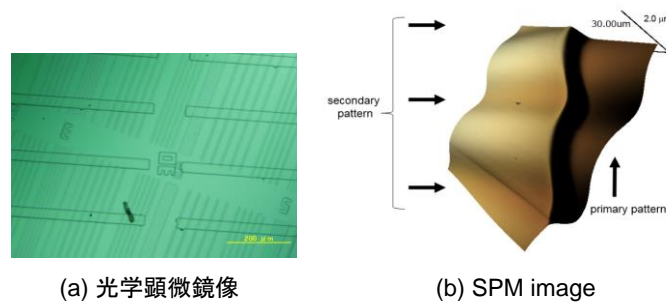 30.00um
2.0 μm
secondary
pattern
3D
200 μm
primary pattern
(a) 光学顕微鏡像
(b) SPM image